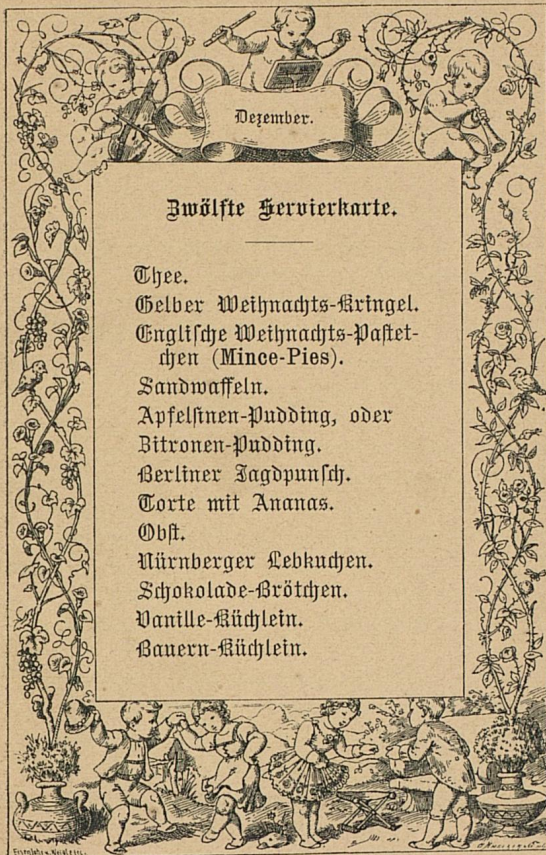 Dezember.
Zwölfte Servierkarte.
Thee.
Gelber Weihnachts-Kringel.
Englische Weihnachts-Pastet-
chen (Mince-Pies).
Sandwaffeln.
Apfelsinen-Pudding, oder
Zitronen-Pudding.
Berliner Jagdpunsch.
Torte mit Ananas.
Obst.
Nürnberger Lebkuchen.
Schokolade-Brötchen.
Vanille-Küchlein.
Bauern-Küchlein.